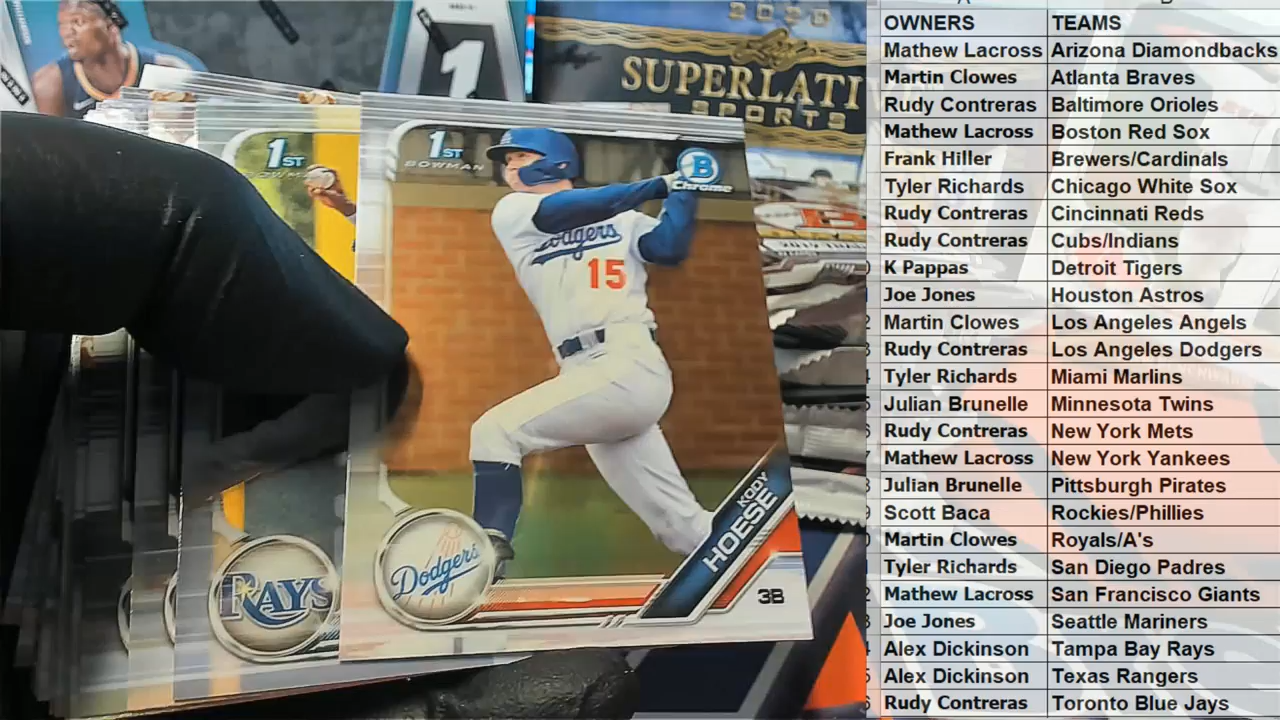 1
2020
Leaf
SUPERLATI
SPORTS
1ST
BOWMAN
B
Chrome
Dodgers
15
KODY
HOESE
Dodgers
3B
1ST
BOWM
RAYS
OWNERS TEAMS
Mathew Lacross Arizona Diamondbacks
Martin Clowes Atlanta Braves
Rudy Contreras Baltimore Orioles
Mathew Lacross Boston Red Sox
Frank Hiller Brewers/Cardinals
Tyler Richards Chicago White Sox
Rudy Contreras Cincinnati Reds
Rudy Contreras Cubs/Indians
K Pappas Detroit Tigers
Joe Jones Houston Astros
Martin Clowes Los Angeles Angels
Rudy Contreras Los Angeles Dodgers
Tyler Richards Miami Marlins
Julian Brunelle Minnesota Twins
Rudy Contreras New York Mets
Mathew Lacross New York Yankees
Julian Brunelle Pittsburgh Pirates
Scott Baca Rockies/Phillies
Martin Clowes Royals/A's
Tyler Richards San Diego Padres
Mathew Lacross San Francisco Giants
Joe Jones Seattle Mariners
Alex Dickinson Tampa Bay Rays
Alex Dickinson Texas Rangers
Rudy Contreras Toronto Blue Jays